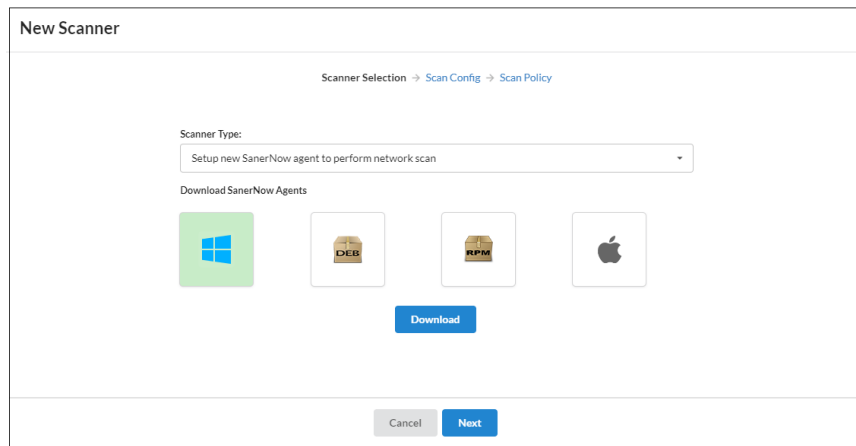 New Scanner
Scanner Selection → Scan Config → Scan Policy
Scanner Type:
Setup new SanerNow agent to perform network scan
Download SanerNow Agents
DEB
RPM
Download
Cancel
Next